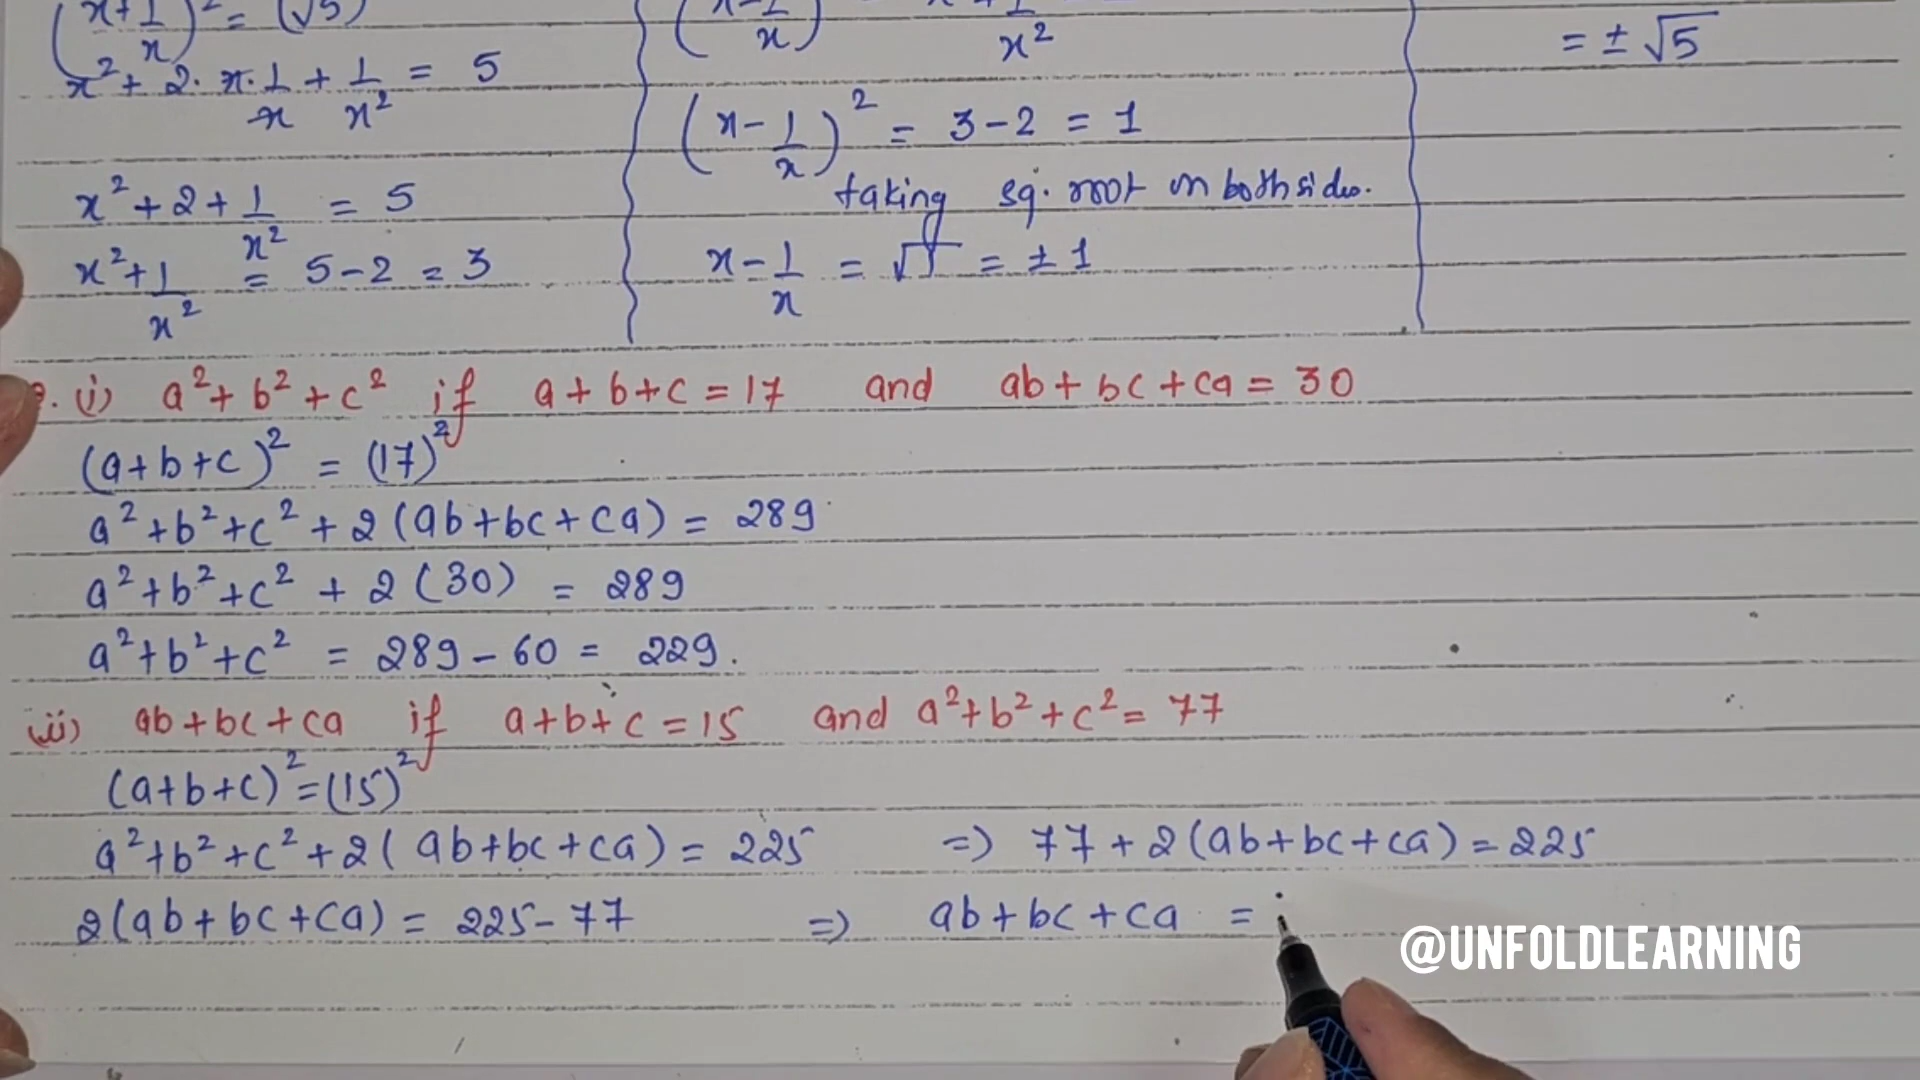 (x+1/x)² = (√5)²
x² + 2·x·1/x + 1/x² = 5
x² + 2 + 1/x² = 5
x² + 1/x² = 5 - 2 = 3
x²
(x - 1/x)² = 3 - 2 = 1
taking sq. root on both sides.
x - 1/x = √1 = ± 1
= ± √5
(i) a² + b² + c² if a + b + c = 17 and ab + bc + ca = 30
(a+b+c)² = (17)²
a² + b² + c² + 2(ab+bc+ca) = 289
a² + b² + c² + 2(30) = 289
a² + b² + c² = 289 - 60 = 229.
(ii) ab + bc + ca if a + b + c = 15 and a² + b² + c² = 77
(a+b+c)² = (15)²
a² + b² + c² + 2(ab+bc+ca) = 225 => 77 + 2(ab+bc+ca) = 225
2(ab+bc+ca) = 225 - 77 => ab + bc + ca =
@UNFOLDLEARNING